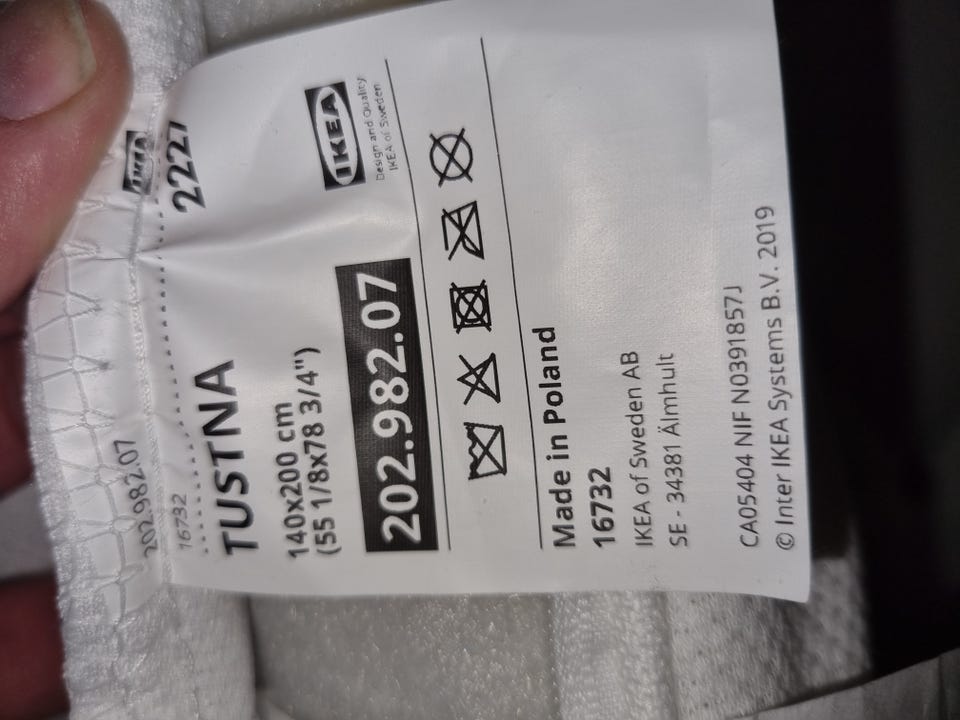 202.982.07
IKEA
16732
2227
TUSTNA
140x200 cm
(55 1/8x78 3/4")
IKEA
Design and Quality
IKEA of Sweden
202.982.07
Made in Poland
16732
IKEA of Sweden AB
SE - 34381 Älmhult
CA05404 NIF N0391857J
© Inter IKEA Systems B.V. 2019